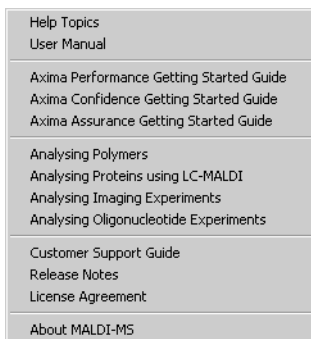 Help Topics
User Manual
Axima Performance Getting Started Guide
Axima Confidence Getting Started Guide
Axima Assurance Getting Started Guide
Analysing Polymers
Analysing Proteins using LC-MALDI
Analysing Imaging Experiments
Analysing Oligonucleotide Experiments
Customer Support Guide
Release Notes
License Agreement
About MALDI-MS